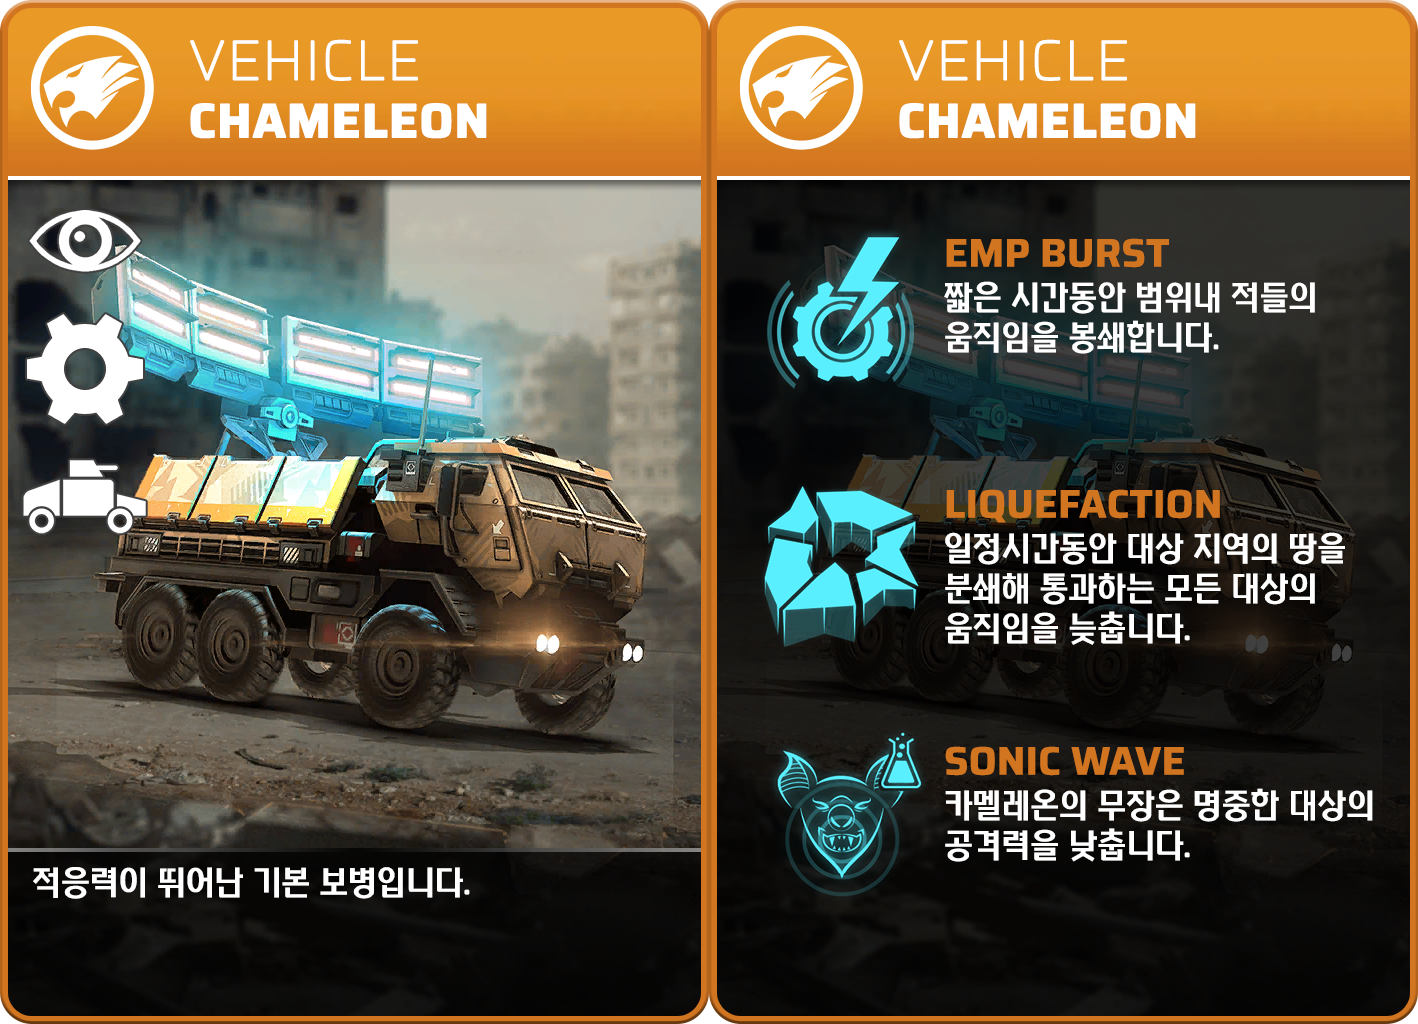 VEHICLE
CHAMELEON
적응력이 뛰어난 기본 보병입니다.
VEHICLE
CHAMELEON
EMP BURST
짧은 시간동안 범위내 적들의
움직임을 봉쇄합니다.
LIQUEFACTION
일정시간동안 대상 지역의 땅을
분쇄해 통과하는 모든 대상의
움직임을 늦춥니다.
SONIC WAVE
카멜레온의 무장은 명중한 대상의
공격력을 낮춥니다.